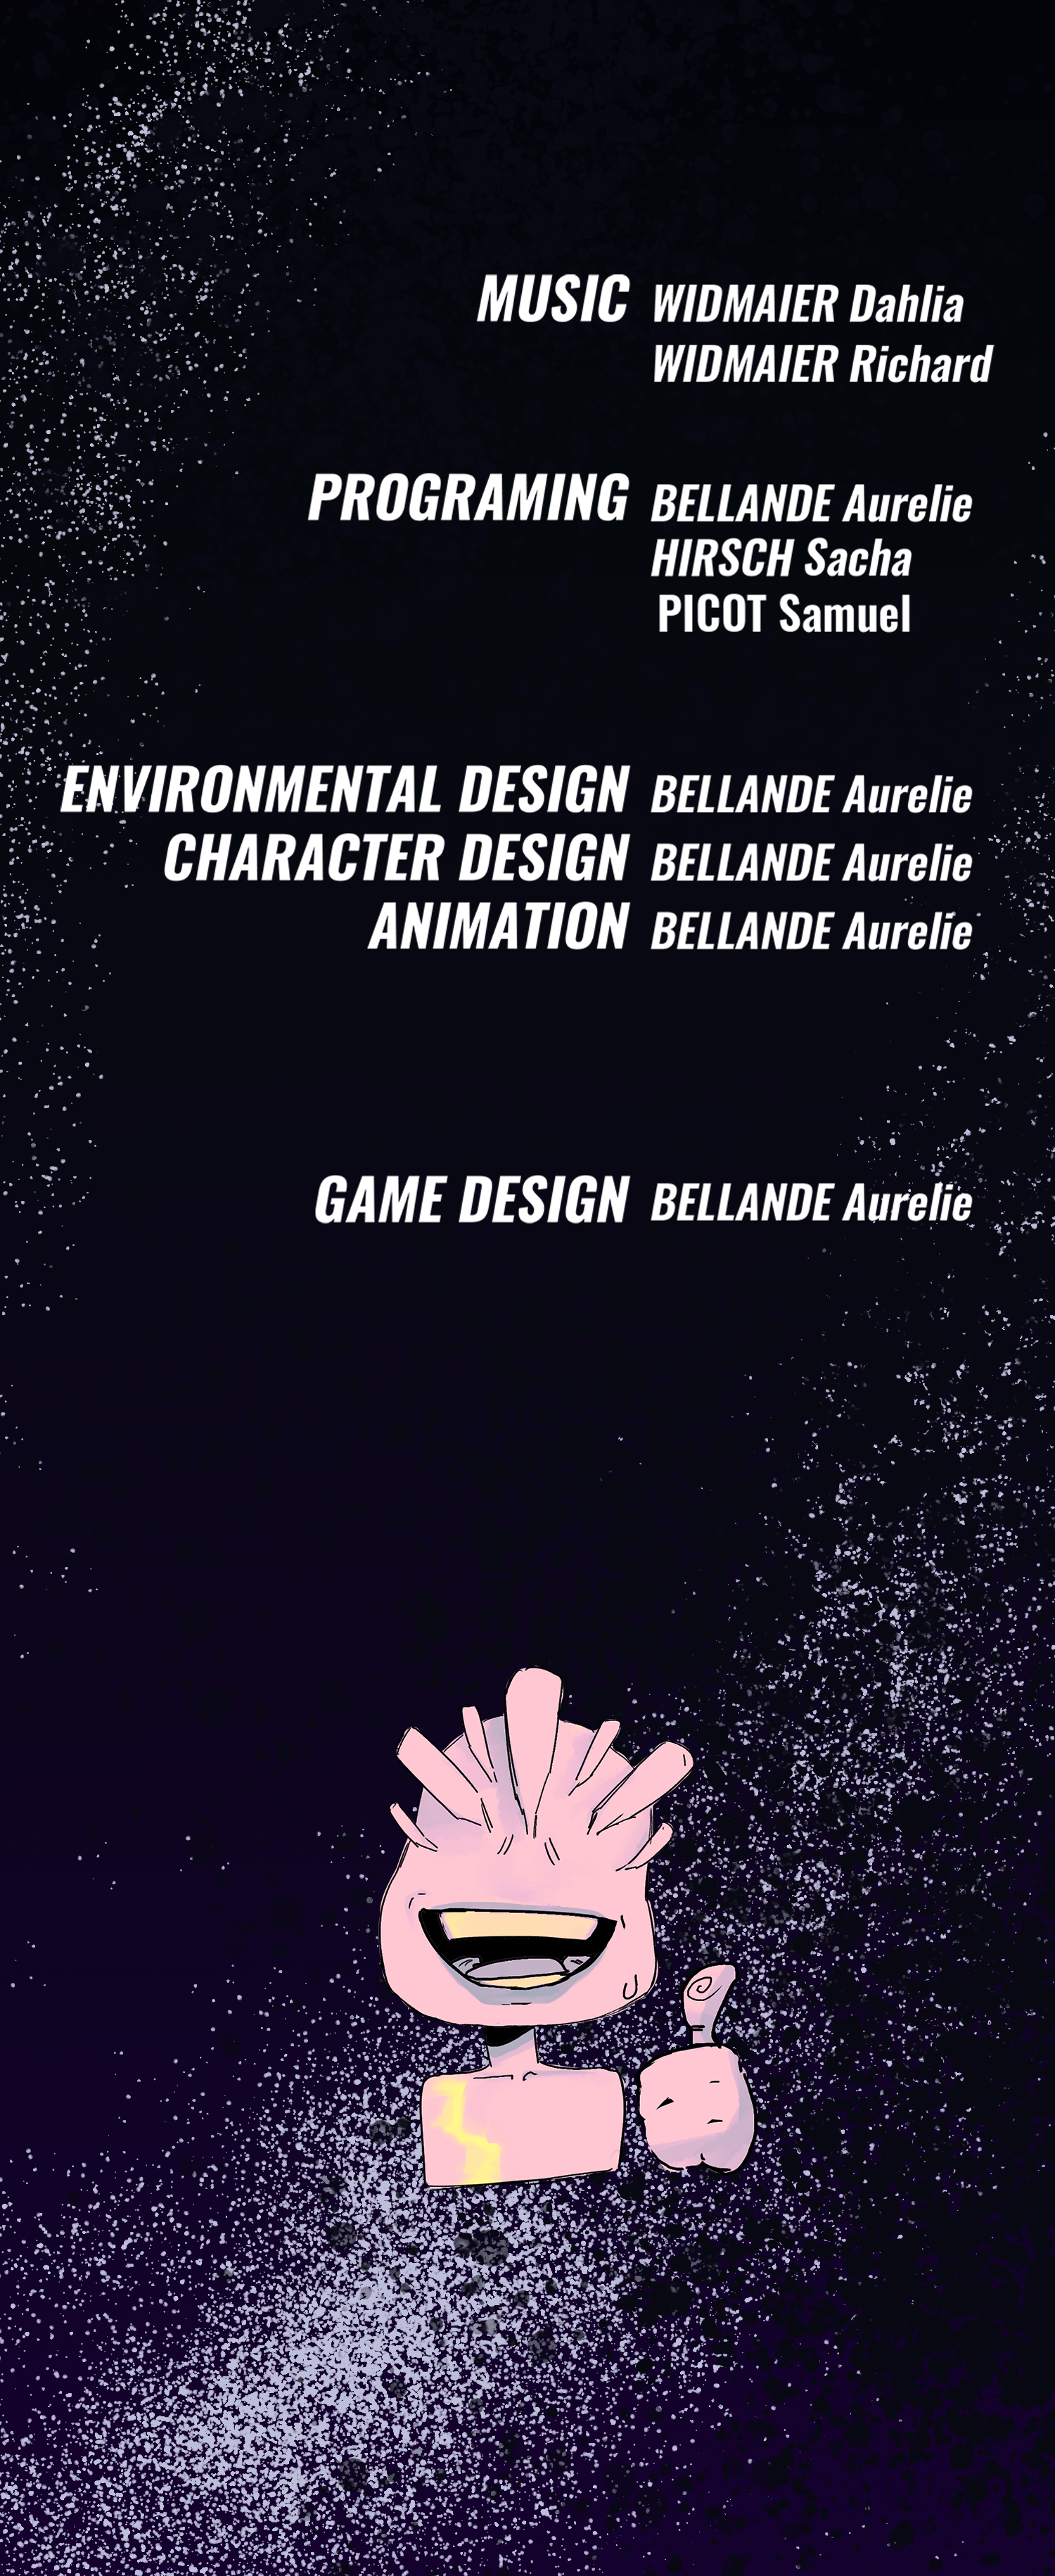 MUSIC WIDMAIER Dahlia
WIDMAIER Richard
PROGRAMING BELLANDE Aurelie
HIRSCH Sacha
PICOT Samuel
ENVIRONMENTAL DESIGN BELLANDE Aurelie
CHARACTER DESIGN BELLANDE Aurelie
ANIMATION BELLANDE Aurelie
GAME DESIGN BELLANDE Aurelie